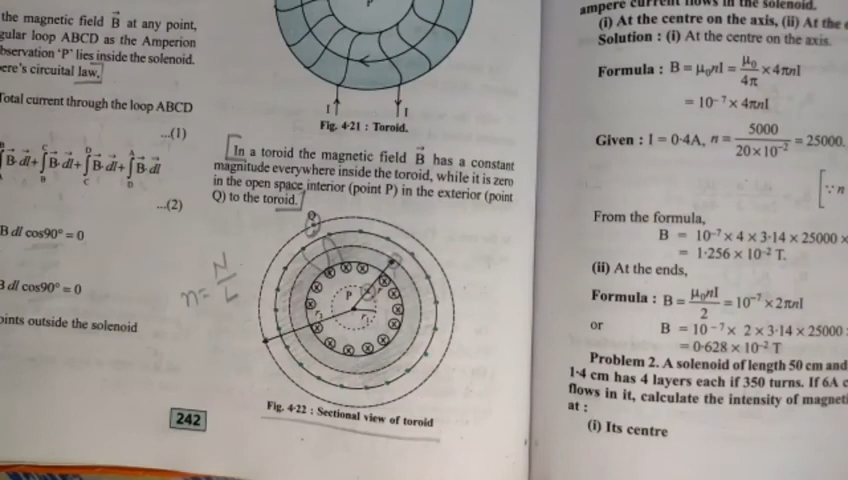 the magnetic field B⃗ at any point,
gular loop ABCD as the Amperion
bservation 'P' lies inside the solenoid.
ere's circuital law.
Total current through the loop ABCD
...(1)
∫ B⃗·dl⃗ + ∫ B⃗·dl⃗ + ∫ B⃗·dl⃗ + ∫ B⃗·dl⃗
...(2)
B dl cos90° = 0
B dl cos90° = 0
oints outside the solenoid
P
I
I
Fig. 4·21 : Toroid.
In a toroid the magnetic field B⃗ has a constant
magnitude everywhere inside the toroid, while it is zero
in the open space interior (point P) in the exterior (point
Q) to the toroid.
Q
n = N/L
P
r
Fig. 4·22 : Sectional view of toroid
242
ampere current flows in the solenoid.
(i) At the centre on the axis, (ii) At the
Solution : (i) At the centre on the axis.
Formula : B = μ₀nI = μ₀/4π × 4πnI
= 10⁻⁷ × 4πnI
Given : I = 0·4A, n = 5000/20×10⁻² = 25000.
[∵ n
From the formula,
B = 10⁻⁷ × 4 × 3·14 × 25000 ×
= 1·256 × 10⁻² T.
(ii) At the ends,
Formula : B = μ₀nI/2 = 10⁻⁷ × 2πnI
or B = 10⁻⁷ × 2 × 3·14 × 25000
= 0·628 × 10⁻² T
Problem 2. A solenoid of length 50 cm and
1·4 cm has 4 layers each if 350 turns. If 6A
flows in it, calculate the intensity of magnet
at :
(i) Its centre